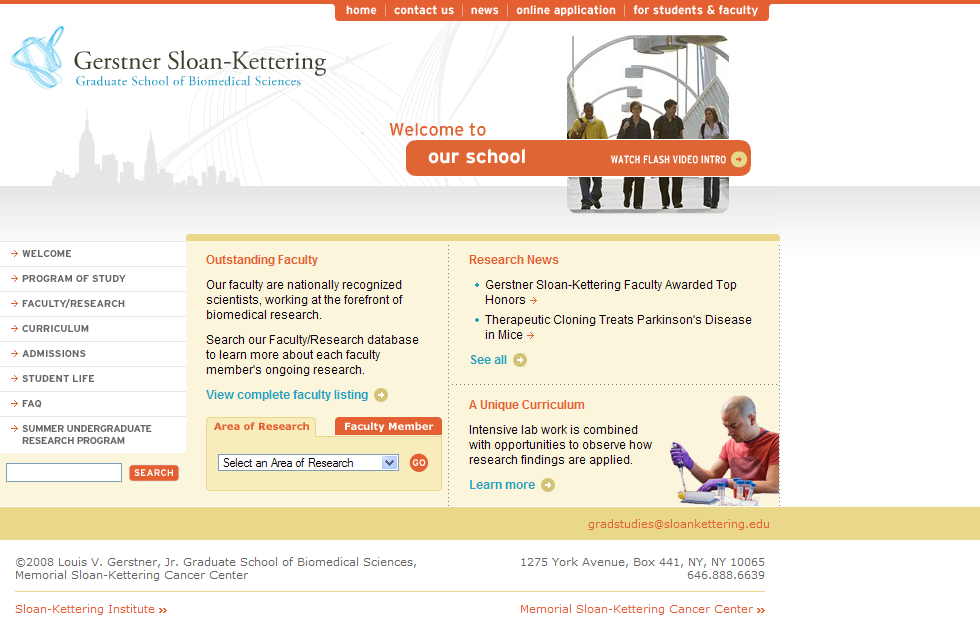 home contact us news online application for students & faculty
Gerstner Sloan-Kettering
Graduate School of Biomedical Sciences
Welcome to
our school
WATCH FLASH VIDEO INTRO
WELCOME
PROGRAM OF STUDY
FACULTY/RESEARCH
CURRICULUM
ADMISSIONS
STUDENT LIFE
FAQ
SUMMER UNDERGRADUATE
RESEARCH PROGRAM
SEARCH
Outstanding Faculty
Our faculty are nationally recognized
scientists, working at the forefront of
biomedical research.
Search our Faculty/Research database
to learn more about each faculty
member's ongoing research.
View complete faculty listing
Area of Research Faculty Member
Select an Area of Research GO
Research News
Gerstner Sloan-Kettering Faculty Awarded Top
Honors
Therapeutic Cloning Treats Parkinson's Disease
in Mice
See all
A Unique Curriculum
Intensive lab work is combined
with opportunities to observe how
research findings are applied.
Learn more
gradstudies@sloankettering.edu
©2008 Louis V. Gerstner, Jr. Graduate School of Biomedical Sciences,
Memorial Sloan-Kettering Cancer Center
1275 York Avenue, Box 441, NY, NY 10065
646.888.6639
Sloan-Kettering Institute »
Memorial Sloan-Kettering Cancer Center »